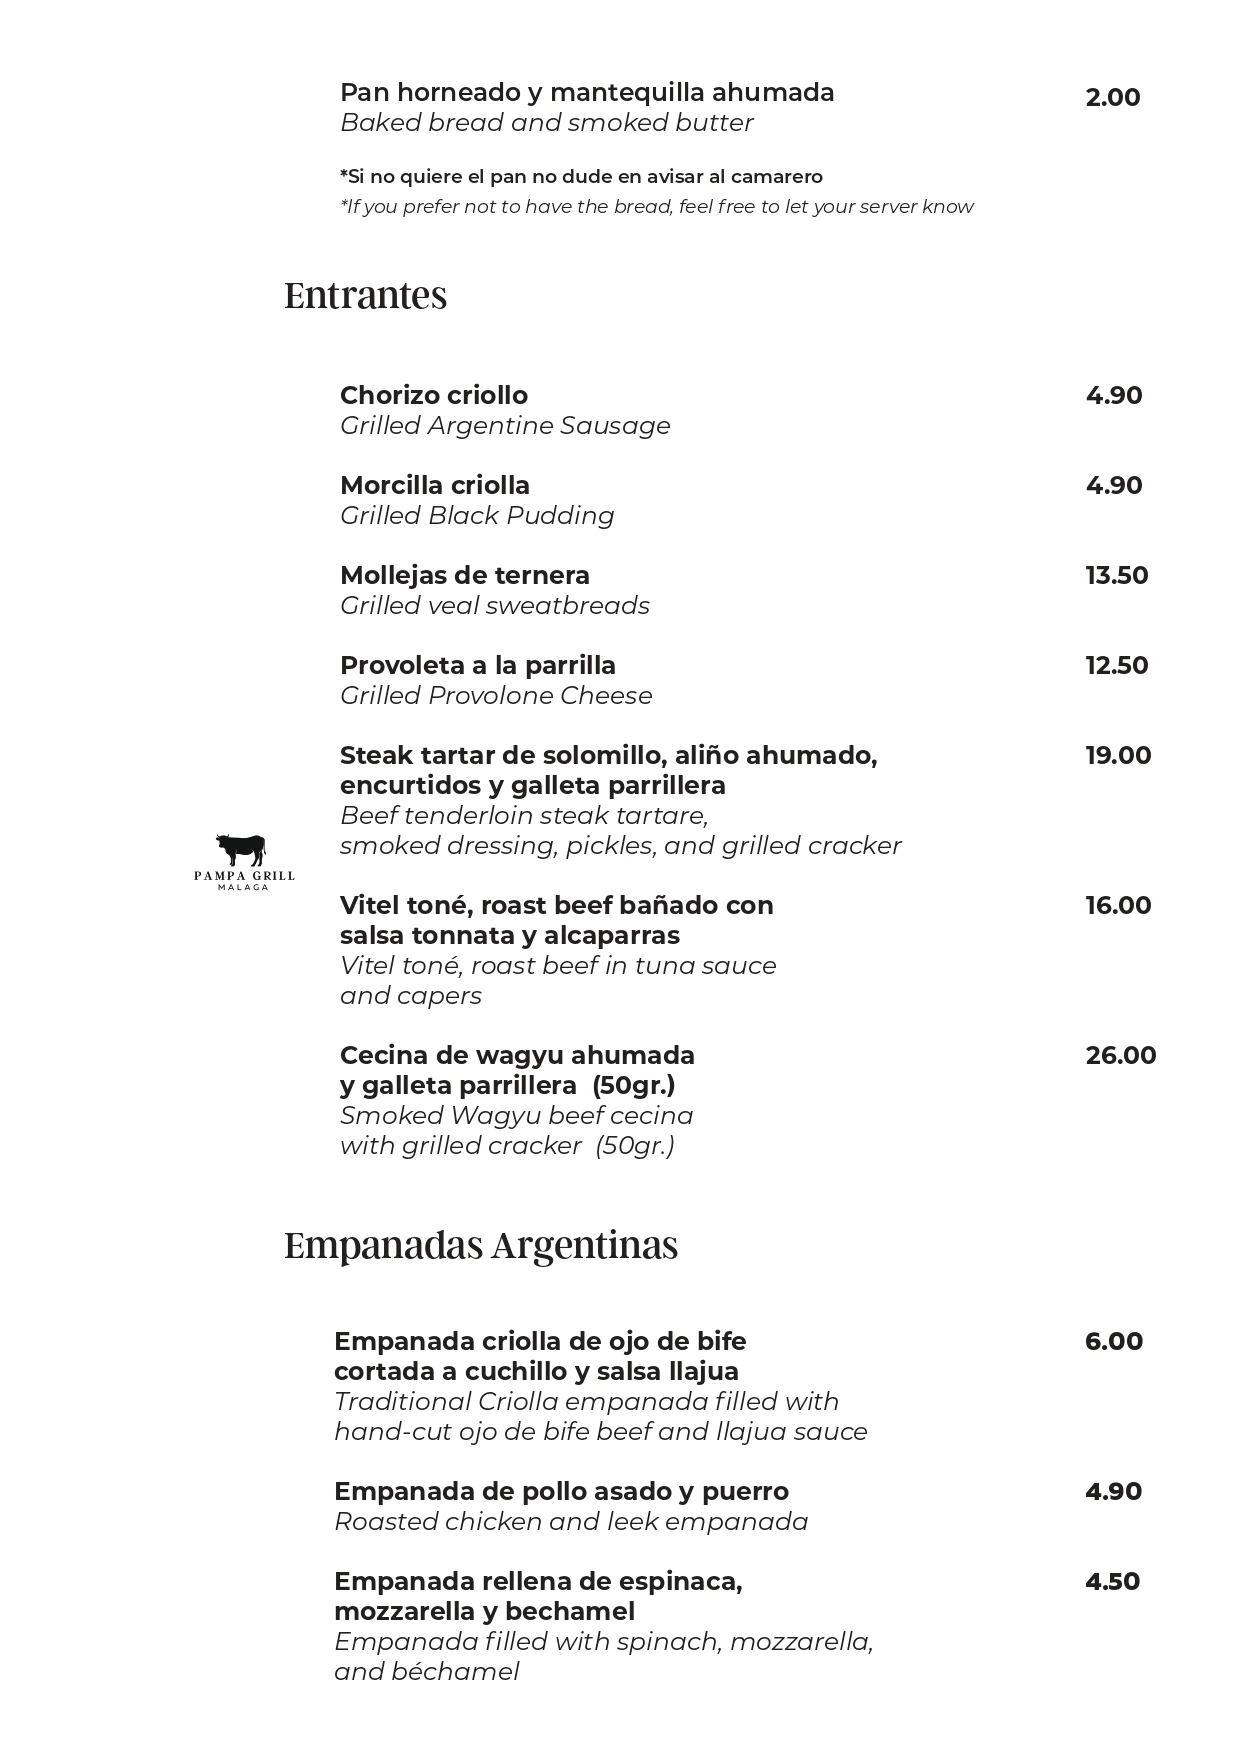 Pan horneado y mantequilla ahumada 2.00
Baked bread and smoked butter
*Si no quiere el pan no dude en avisar al camarero
*If you prefer not to have the bread, feel free to let your server know
Entrantes
Chorizo criollo 4.90
Grilled Argentine Sausage
Morcilla criolla 4.90
Grilled Black Pudding
Mollejas de ternera 13.50
Grilled veal sweatbreads
Provoleta a la parrilla 12.50
Grilled Provolone Cheese
Steak tartar de solomillo, aliño ahumado, 19.00
encurtidos y galleta parrillera
Beef tenderloin steak tartare,
smoked dressing, pickles, and grilled cracker
PAMPA GRILL
MALAGA
Vitel toné, roast beef bañado con 16.00
salsa tonnata y alcaparras
Vitel toné, roast beef in tuna sauce
and capers
Cecina de wagyu ahumada 26.00
y galleta parrillera (50gr.)
Smoked Wagyu beef cecina
with grilled cracker (50gr.)
Empanadas Argentinas
Empanada criolla de ojo de bife 6.00
cortada a cuchillo y salsa llajua
Traditional Criolla empanada filled with
hand-cut ojo de bife beef and llajua sauce
Empanada de pollo asado y puerro 4.90
Roasted chicken and leek empanada
Empanada rellena de espinaca, 4.50
mozzarella y bechamel
Empanada filled with spinach, mozzarella,
and béchamel